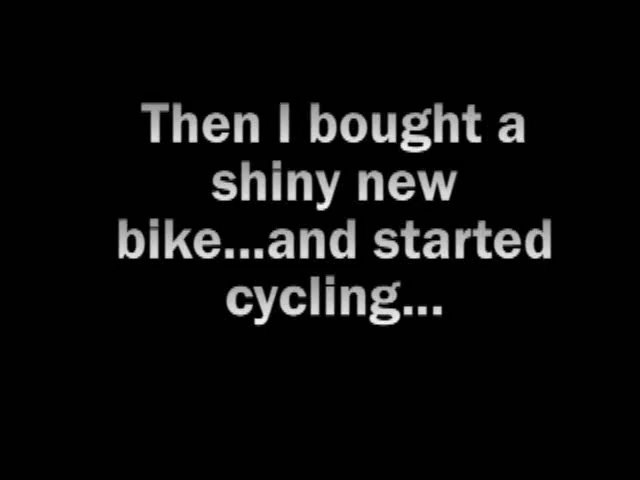 Then I bought a
shiny new
bike...and started
cycling...